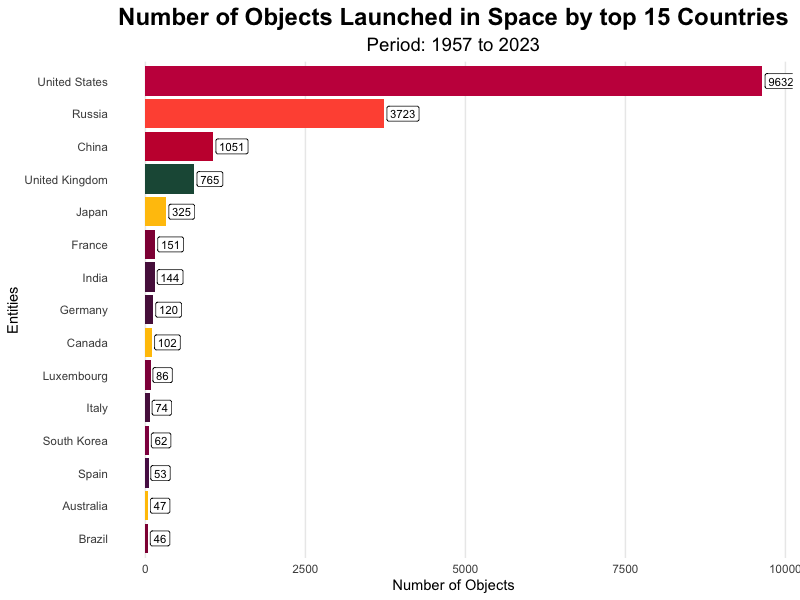 Number of Objects Launched in Space by top 15 Countries
Period: 1957 to 2023
Entities
United States 9632
Russia 3723
China 1051
United Kingdom 765
Japan 325
France 151
India 144
Germany 120
Canada 102
Luxembourg 86
Italy 74
South Korea 62
Spain 53
Australia 47
Brazil 46
0 2500 5000 7500 10000
Number of Objects